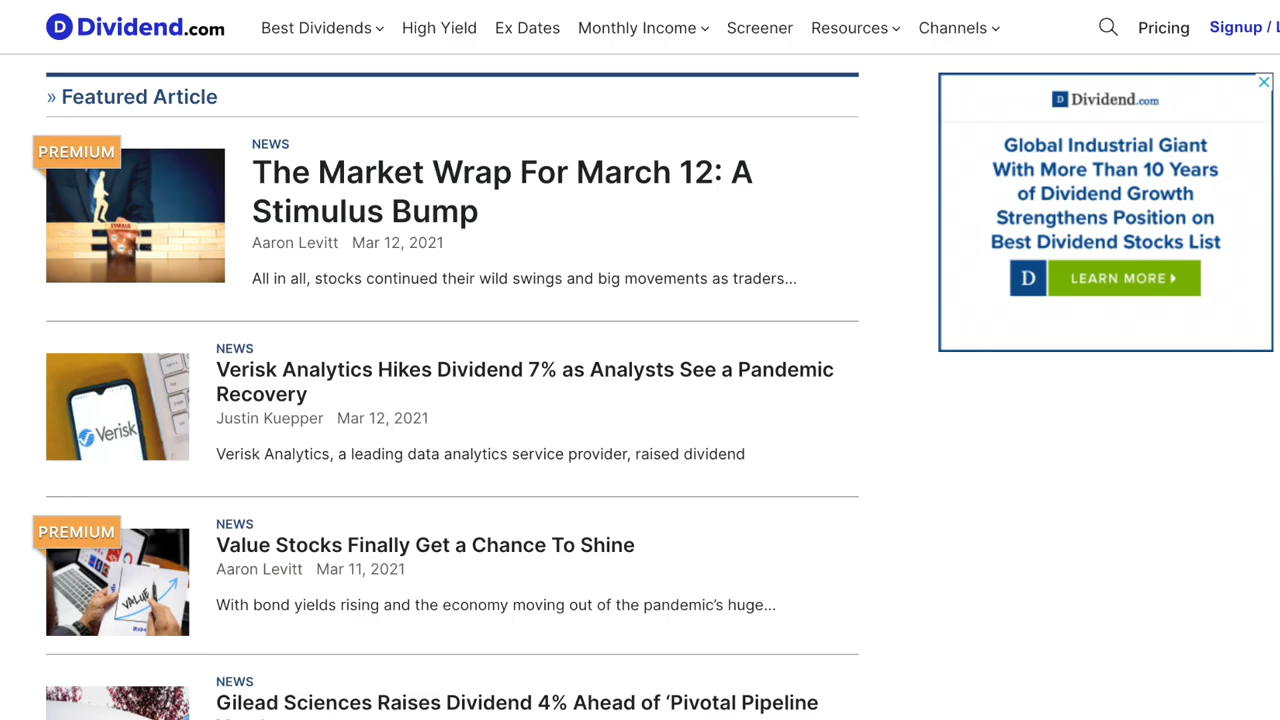 Dividend.com
Best Dividends
High Yield
Ex Dates
Monthly Income
Screener
Resources
Channels
Pricing
Signup /
» Featured Article
PREMIUM
NEWS
The Market Wrap For March 12: A
Stimulus Bump
Aaron Levitt Mar 12, 2021
All in all, stocks continued their wild swings and big movements as traders...
NEWS
Verisk Analytics Hikes Dividend 7% as Analysts See a Pandemic
Recovery
Justin Kuepper Mar 12, 2021
Verisk Analytics, a leading data analytics service provider, raised dividend
Verisk
PREMIUM
NEWS
Value Stocks Finally Get a Chance To Shine
Aaron Levitt Mar 11, 2021
With bond yields rising and the economy moving out of the pandemic’s huge...
VALUE
NEWS
Gilead Sciences Raises Dividend 4% Ahead of ‘Pivotal Pipeline
D Dividend.com
Global Industrial Giant
With More Than 10 Years
of Dividend Growth
Strengthens Position on
Best Dividend Stocks List
D LEARN MORE